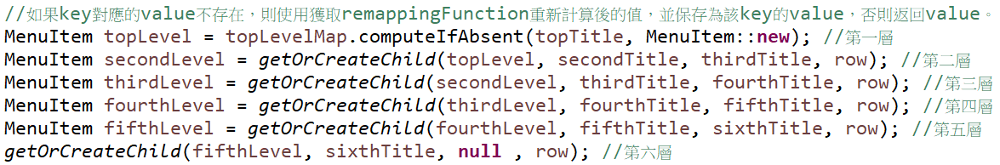 //如果key對應的value不存在，則使用獲取remappingFunction重新計算後的值，並保存為該key的value，否則返回value。
MenuItem topLevel = topLevelMap.computeIfAbsent(topTitle, MenuItem::new); //第一層
MenuItem secondLevel = getOrCreateChild(topLevel, secondTitle, thirdTitle, row); //第二層
MenuItem thirdLevel = getOrCreateChild(secondLevel, thirdTitle, fourthTitle, row); //第三層
MenuItem fourthLevel = getOrCreateChild(thirdLevel, fourthTitle, fifthTitle, row); //第四層
MenuItem fifthLevel = getOrCreateChild(fourthLevel, fifthTitle, sixthTitle, row); //第五層
getOrCreateChild(fifthLevel, sixthTitle, null , row); //第六層